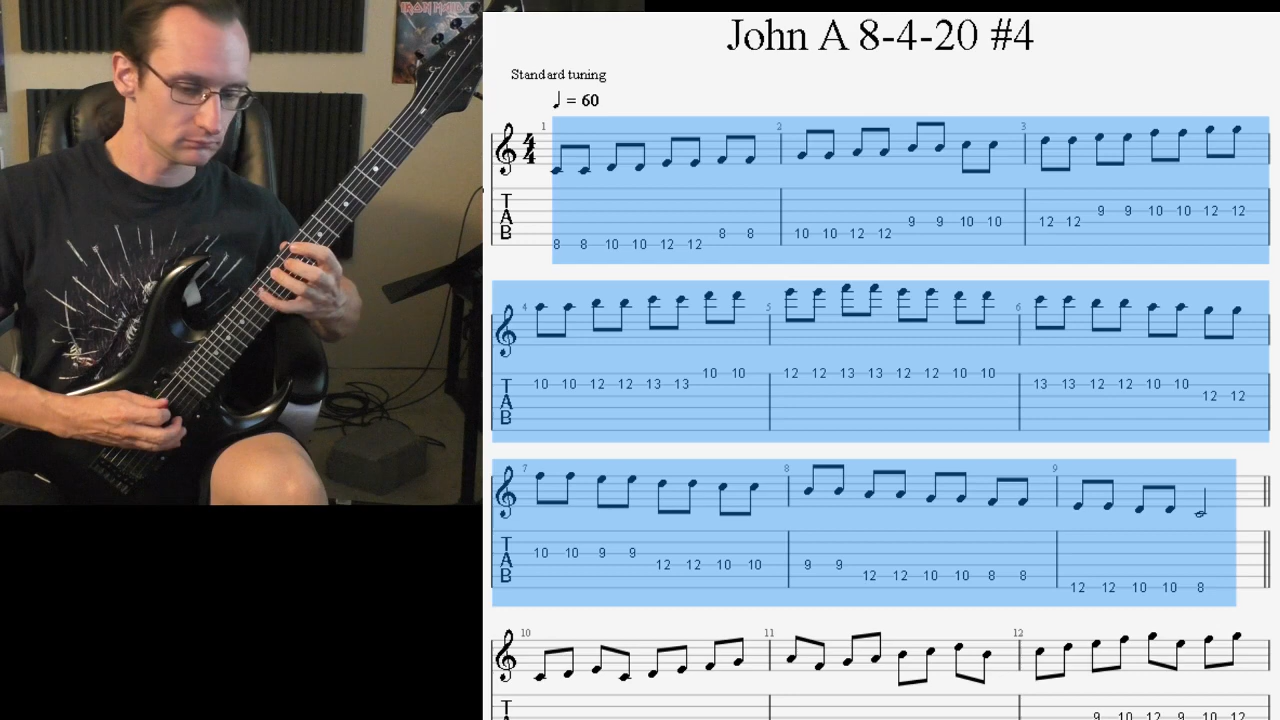 IRON MAIDEN
John A 8-4-20 #4
Standard tuning
♩ = 60
1 2 3
4 4
T A B
8 8 10 10 12 12 8 8 10 10 12 12 9 9 10 10 12 12 9 9 10 10 12 12
4 5 6
T A B
10 10 12 12 13 13 10 10 12 12 13 13 12 12 10 10 13 13 12 12 10 10 12 12
7 8 9
T A B
10 10 9 9 12 12 10 10 9 9 12 12 10 10 8 8 12 12 10 10 8
10 11 12
T
9 10 12 9 10 12